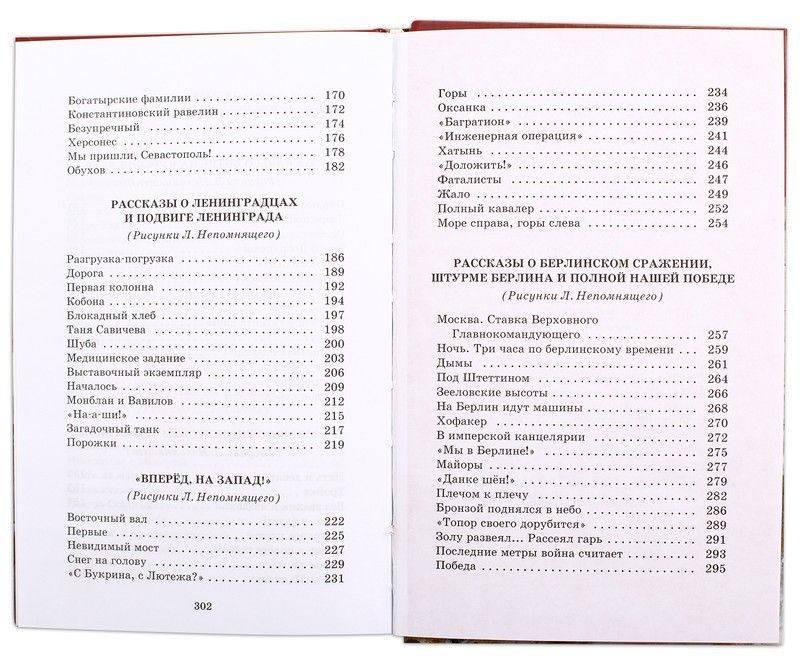 Богатырские фамилии . . . . . . . . . . . . . . . . . 170
Константиновский равелин . . . . . . . . . . . . . 172
Безупречный . . . . . . . . . . . . . . . . . . . . . . . . 174
Херсонес . . . . . . . . . . . . . . . . . . . . . . . . . . . 176
Мы пришли, Севастополь! . . . . . . . . . . . . . . 178
Обухов . . . . . . . . . . . . . . . . . . . . . . . . . . . . . 182
РАССКАЗЫ О ЛЕНИНГРАДЦАХ
И ПОДВИГЕ ЛЕНИНГРАДА
(Рисунки Л. Непомнящего)
Разгрузка-погрузка . . . . . . . . . . . . . . . . . . . 186
Дорога . . . . . . . . . . . . . . . . . . . . . . . . . . . . . 189
Первая колонна . . . . . . . . . . . . . . . . . . . . . . 192
Кобона . . . . . . . . . . . . . . . . . . . . . . . . . . . . . 194
Блокадный хлеб . . . . . . . . . . . . . . . . . . . . . . 197
Таня Савичева . . . . . . . . . . . . . . . . . . . . . . . 198
Шуба . . . . . . . . . . . . . . . . . . . . . . . . . . . . . . 200
Медицинское задание . . . . . . . . . . . . . . . . . 203
Выставочный экземпляр . . . . . . . . . . . . . . . 206
Началось . . . . . . . . . . . . . . . . . . . . . . . . . . . 209
Монблан и Вавилов . . . . . . . . . . . . . . . . . . . 212
«На-а-ши!» . . . . . . . . . . . . . . . . . . . . . . . . . 215
Загадочный танк . . . . . . . . . . . . . . . . . . . . . 217
Порожки . . . . . . . . . . . . . . . . . . . . . . . . . . . 219
«ВПЕРЁД, НА ЗАПАД!»
(Рисунки Л. Непомнящего)
Восточный вал . . . . . . . . . . . . . . . . . . . . . . . 222
Первые . . . . . . . . . . . . . . . . . . . . . . . . . . . . 225
Невидимый мост . . . . . . . . . . . . . . . . . . . . . 227
Снег на голову . . . . . . . . . . . . . . . . . . . . . . . 229
«С Букрина, с Лютежа?» . . . . . . . . . . . . . . . 231
302
Горы . . . . . . . . . . . . . . . . . . . . . . . . . . . . . . 234
Оксанка . . . . . . . . . . . . . . . . . . . . . . . . . . . . 236
«Багратион» . . . . . . . . . . . . . . . . . . . . . . . . 239
«Инженерная операция» . . . . . . . . . . . . . . . 241
Хатынь . . . . . . . . . . . . . . . . . . . . . . . . . . . . 244
«Доложить!» . . . . . . . . . . . . . . . . . . . . . . . . 246
Фаталисты . . . . . . . . . . . . . . . . . . . . . . . . . . 247
Жало . . . . . . . . . . . . . . . . . . . . . . . . . . . . . . 249
Полный кавалер . . . . . . . . . . . . . . . . . . . . . 252
Море справа, горы слева . . . . . . . . . . . . . . . 254
РАССКАЗЫ О БЕРЛИНСКОМ СРАЖЕНИИ,
ШТУРМЕ БЕРЛИНА И ПОЛНОЙ НАШЕЙ ПОБЕДЕ
(Рисунки Л. Непомнящего)
Москва. Ставка Верховного
Главнокомандующего . . . . . . . . . . . . . . . . 257
Ночь. Три часа по берлинскому времени . . . 259
Дымы . . . . . . . . . . . . . . . . . . . . . . . . . . . . . 261
Под Штеттином . . . . . . . . . . . . . . . . . . . . . . 264
Зееловские высоты . . . . . . . . . . . . . . . . . . . 266
На Берлин идут машины . . . . . . . . . . . . . . . 268
Хофакер . . . . . . . . . . . . . . . . . . . . . . . . . . . 270
В имперской канцелярии . . . . . . . . . . . . . . . 272
«Мы в Берлине!» . . . . . . . . . . . . . . . . . . . . . 275
Майоры . . . . . . . . . . . . . . . . . . . . . . . . . . . . 277
«Данке шён!» . . . . . . . . . . . . . . . . . . . . . . . 279
Плечом к плечу . . . . . . . . . . . . . . . . . . . . . . 282
Бронзой поднялся в небо . . . . . . . . . . . . . . . 286
«Топор своего дорубится» . . . . . . . . . . . . . . 289
Золу развеял... Рассеял гарь . . . . . . . . . . . . 291
Последние метры война считает . . . . . . . . . . 293
Победа . . . . . . . . . . . . . . . . . . . . . . . . . . . . 295